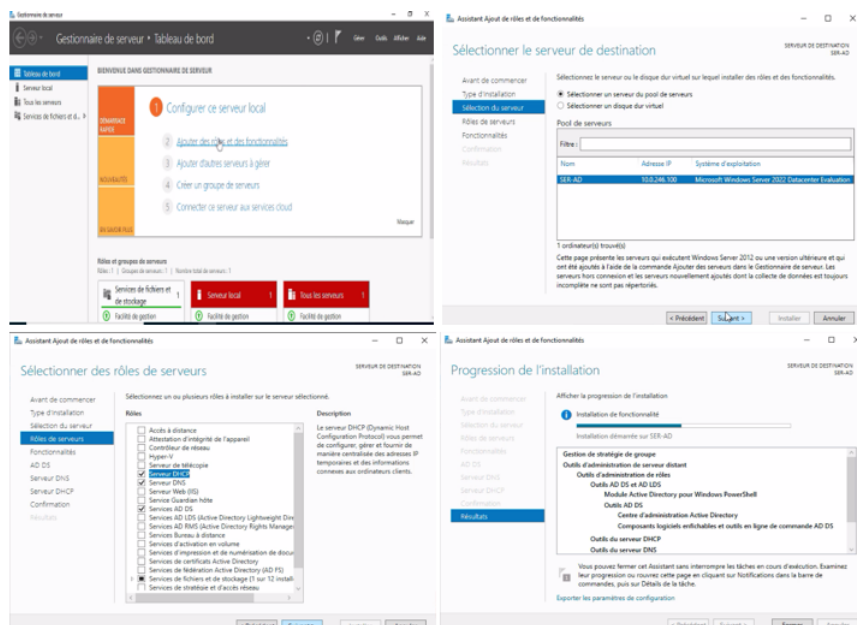 Gestionnaire de serveur
Gestionnaire de serveur • Tableau de bord
Gérer Outils Afficher Aide
Tableau de bord
Serveur local
Tous les serveurs
Services de fichiers et d...
BIENVENUE DANS GESTIONNAIRE DE SERVEUR
DÉMARRAGE
RAPIDE
NOUVEAUTÉS
EN SAVOIR PLUS
1 Configurer ce serveur local
2 Ajouter des rôles et des fonctionnalités
3 Ajouter d'autres serveurs à gérer
4 Créer un groupe de serveurs
5 Connecter ce serveur aux services cloud
Masquer
Rôles et groupes de serveurs
Rôles : 1 | Groupes de serveurs : 1 | Nombre total de serveurs : 1
Services de fichiers et
de stockage
1
Facilité de gestion
Serveur local
1
Facilité de gestion
Tous les serveurs
1
Facilité de gestion
Assistant Ajout de rôles et de fonctionnalités
Sélectionner le serveur de destination
SERVEUR DE DESTINATION
SER-AD
Avant de commencer
Type d'installation
Sélection du serveur
Rôles de serveurs
Fonctionnalités
Confirmation
Résultats
Sélectionnez le serveur ou le disque dur virtuel sur lequel installer des rôles et des fonctionnalités.
Sélectionner un serveur du pool de serveurs
Sélectionner un disque dur virtuel
Pool de serveurs
Filtre :
Nom Adresse IP Système d'exploitation
SER-AD 10.0.246.100 Microsoft Windows Server 2022 Datacenter Evaluation
1 ordinateur(s) trouvé(s)
Cette page présente les serveurs qui exécutent Windows Server 2012 ou une version ultérieure et qui
ont été ajoutés à l'aide de la commande Ajouter des serveurs dans le Gestionnaire de serveur. Les
serveurs hors connexion et les serveurs nouvellement ajoutés dont la collecte de données est toujours
incomplète ne sont pas répertoriés.
< Précédent Suivant > Installer Annuler
Assistant Ajout de rôles et de fonctionnalités
Sélectionner des rôles de serveurs
SERVEUR DE DESTINATION
SER-AD
Avant de commencer
Type d'installation
Sélection du serveur
Rôles de serveurs
Fonctionnalités
AD DS
Serveur DNS
Serveur DHCP
Confirmation
Résultats
Sélectionnez un ou plusieurs rôles à installer sur le serveur sélectionné.
Rôles
Accès à distance
Attestation d'intégrité de l'appareil
Contrôleur de réseau
Hyper-V
Serveur de télécopie
Serveur DHCP
Serveur DNS
Serveur Web (IIS)
Service Guardian hôte
Services AD DS
Services AD LDS (Active Directory Lightweight Dire
Services AD RMS (Active Directory Rights Manage
Services Bureau à distance
Services d'activation en volume
Services d'impression et de numérisation de docu
Services de certificats Active Directory
Services de fédération Active Directory (AD FS)
Services de fichiers et de stockage (1 sur 12 install
Services de stratégie et d'accès réseau
Description
Le serveur DHCP (Dynamic Host
Configuration Protocol) vous permet
de configurer, gérer et fournir de
manière centralisée des adresses IP
temporaires et des informations
connexes aux ordinateurs clients.
Assistant Ajout de rôles et de fonctionnalités
Progression de l'installation
SERVEUR DE DESTINATION
SER-AD
Avant de commencer
Type d'installation
Sélection du serveur
Rôles de serveurs
Fonctionnalités
AD DS
Serveur DNS
Serveur DHCP
Confirmation
Résultats
Afficher la progression de l'installation
Installation de fonctionnalité
Installation démarrée sur SER-AD
Gestion de stratégie de groupe
Outils d'administration de serveur distant
Outils d'administration de rôles
Outils AD DS et AD LDS
Module Active Directory pour Windows PowerShell
Outils AD DS
Centre d'administration Active Directory
Composants logiciels enfichables et outils en ligne de commande AD DS
Outils du serveur DHCP
Outils du serveur DNS
Vous pouvez fermer cet Assistant sans interrompre les tâches en cours d'exécution. Examinez
leur progression ou rouvrez cette page en cliquant sur Notifications dans la barre de
commandes, puis sur Détails de la tâche.
Exporter les paramètres de configuration
< Précédent Suivant > Fermer Annuler